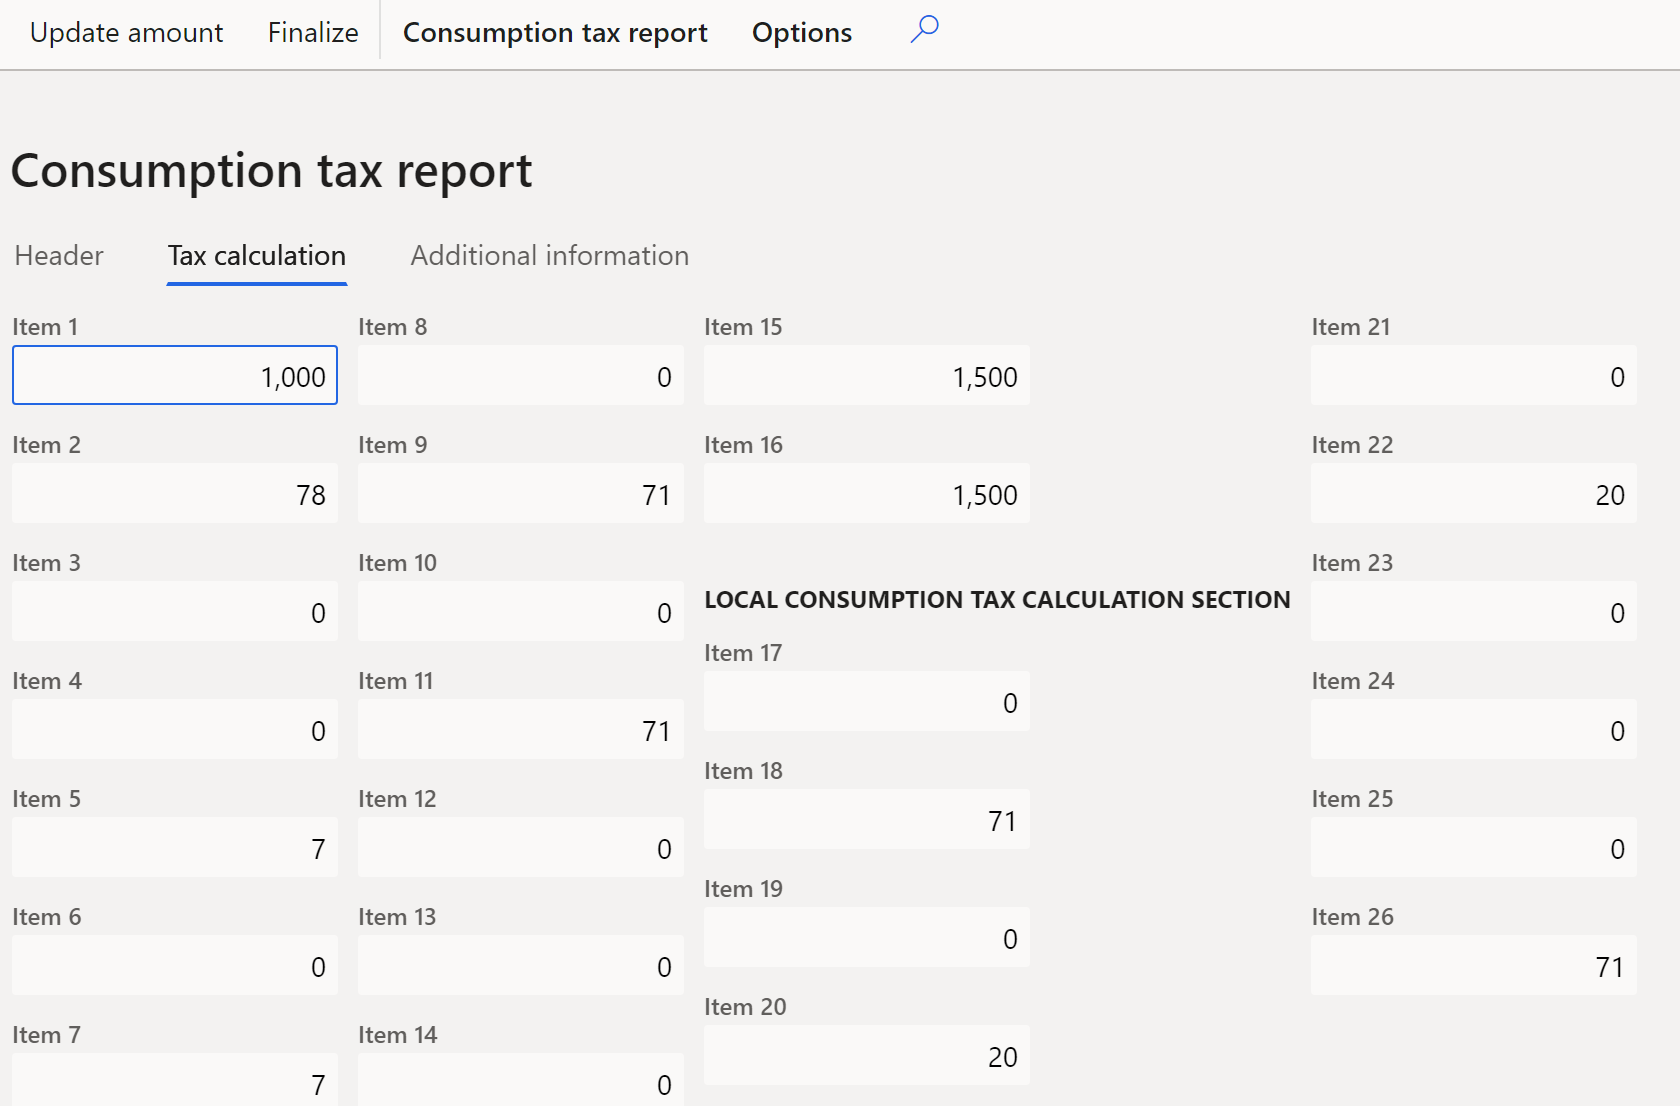 Update amount
Finalize
Consumption tax report
Options
Consumption tax report
Header
Tax calculation
Additional information
Item 1
1,000
Item 2
78
Item 3
0
Item 4
0
Item 5
7
Item 6
0
Item 7
7
Item 8
0
Item 9
71
Item 10
0
Item 11
71
Item 12
0
Item 13
0
Item 14
0
Item 15
1,500
Item 16
1,500
LOCAL CONSUMPTION TAX CALCULATION SECTION
Item 17
0
Item 18
71
Item 19
0
Item 20
20
Item 21
0
Item 22
20
Item 23
0
Item 24
0
Item 25
0
Item 26
71